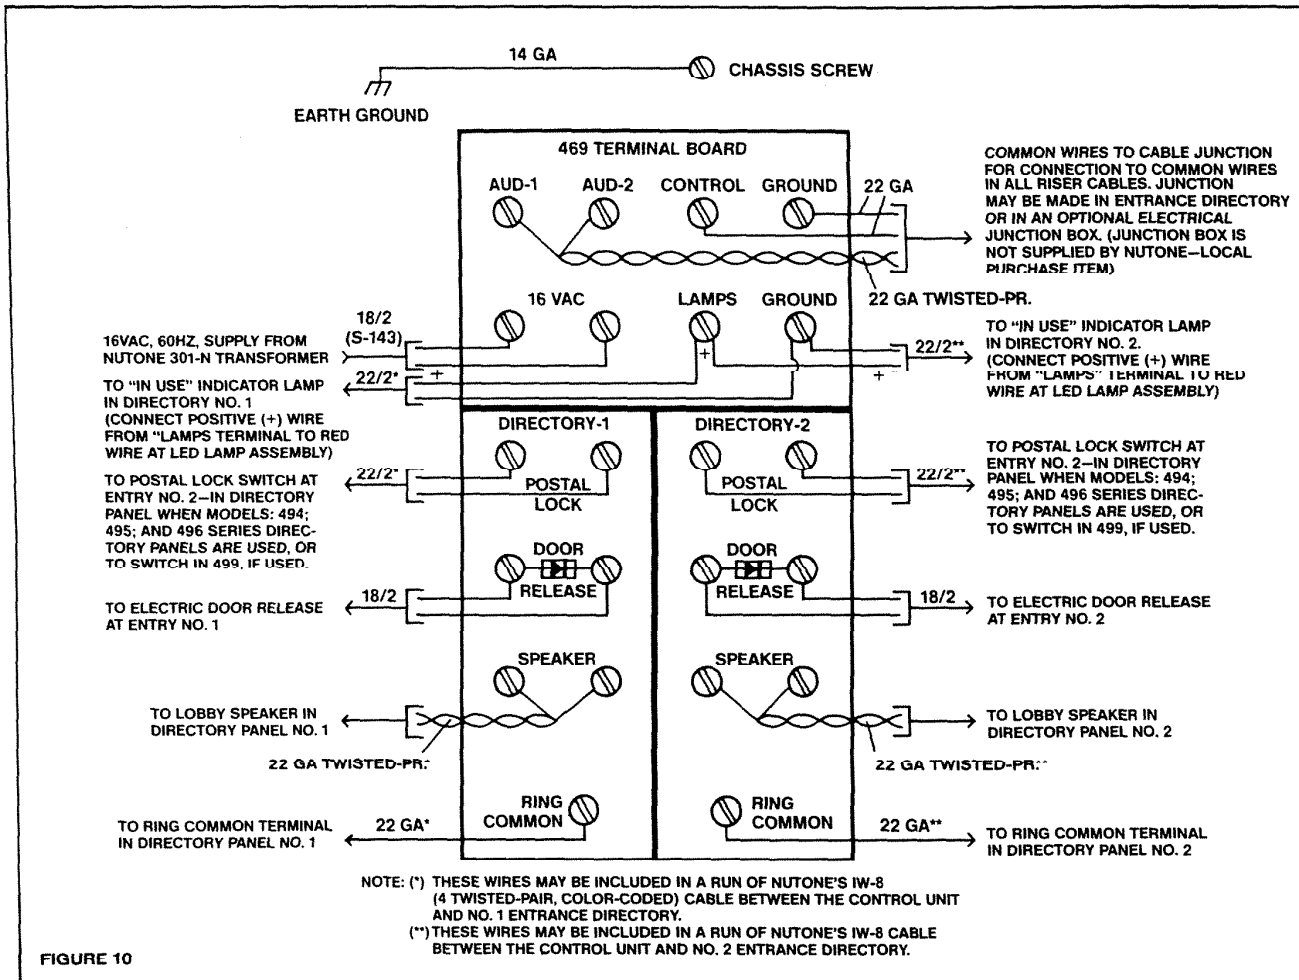 14 GA
CHASSIS SCREW
EARTH GROUND
469 TERMINAL BOARD
AUD-1
AUD-2
CONTROL
GROUND
22 GA
COMMON WIRES TO CABLE JUNCTION
FOR CONNECTION TO COMMON WIRES
IN ALL RISER CABLES. JUNCTION
MAY BE MADE IN ENTRANCE DIRECTORY
OR IN AN OPTIONAL ELECTRICAL
JUNCTION BOX. (JUNCTION BOX IS
NOT SUPPLIED BY NUTONE—LOCAL
PURCHASE ITEM)
22 GA TWISTED-PR.
16 VAC
LAMPS
GROUND
18/2
(S-143)
16VAC, 60HZ, SUPPLY FROM
NUTONE 301-N TRANSFORMER
+
22/2*
TO "IN USE" INDICATOR LAMP
IN DIRECTORY NO. 1
(CONNECT POSITIVE (+) WIRE
FROM "LAMPS TERMINAL TO RED
WIRE AT LED LAMP ASSEMBLY)
+
+
22/2**
TO "IN USE" INDICATOR LAMP
IN DIRECTORY NO. 2.
(CONNECT POSITIVE (+) WIRE
FROM "LAMPS" TERMINAL TO RED
WIRE AT LED LAMP ASSEMBLY)
DIRECTORY-1
DIRECTORY-2
22/2*
POSTAL
LOCK
TO POSTAL LOCK SWITCH AT
ENTRY NO. 2—IN DIRECTORY
PANEL WHEN MODELS: 494;
495; AND 496 SERIES DIREC-
TORY PANELS ARE USED, OR
TO SWITCH IN 499, IF USED.
POSTAL
LOCK
22/2**
TO POSTAL LOCK SWITCH AT
ENTRY NO. 2—IN DIRECTORY
PANEL WHEN MODELS: 494;
495; AND 496 SERIES DIREC-
TORY PANELS ARE USED, OR
TO SWITCH IN 499, IF USED.
DOOR
RELEASE
18/2
TO ELECTRIC DOOR RELEASE
AT ENTRY NO. 1
DOOR
RELEASE
18/2
TO ELECTRIC DOOR RELEASE
AT ENTRY NO. 2
SPEAKER
TO LOBBY SPEAKER IN
DIRECTORY PANEL NO. 1
22 GA TWISTED-PR.*
SPEAKER
TO LOBBY SPEAKER IN
DIRECTORY PANEL NO. 2
22 GA TWISTED-PR.**
RING
COMMON
22 GA*
TO RING COMMON TERMINAL
IN DIRECTORY PANEL NO. 1
RING
COMMON
22 GA**
TO RING COMMON TERMINAL
IN DIRECTORY PANEL NO. 2
NOTE: (*) THESE WIRES MAY BE INCLUDED IN A RUN OF NUTONE'S IW-8
(4 TWISTED-PAIR, COLOR-CODED) CABLE BETWEEN THE CONTROL UNIT
AND NO. 1 ENTRANCE DIRECTORY.
(**) THESE WIRES MAY BE INCLUDED IN A RUN OF NUTONE'S IW-8 CABLE
BETWEEN THE CONTROL UNIT AND NO. 2 ENTRANCE DIRECTORY.
FIGURE 10